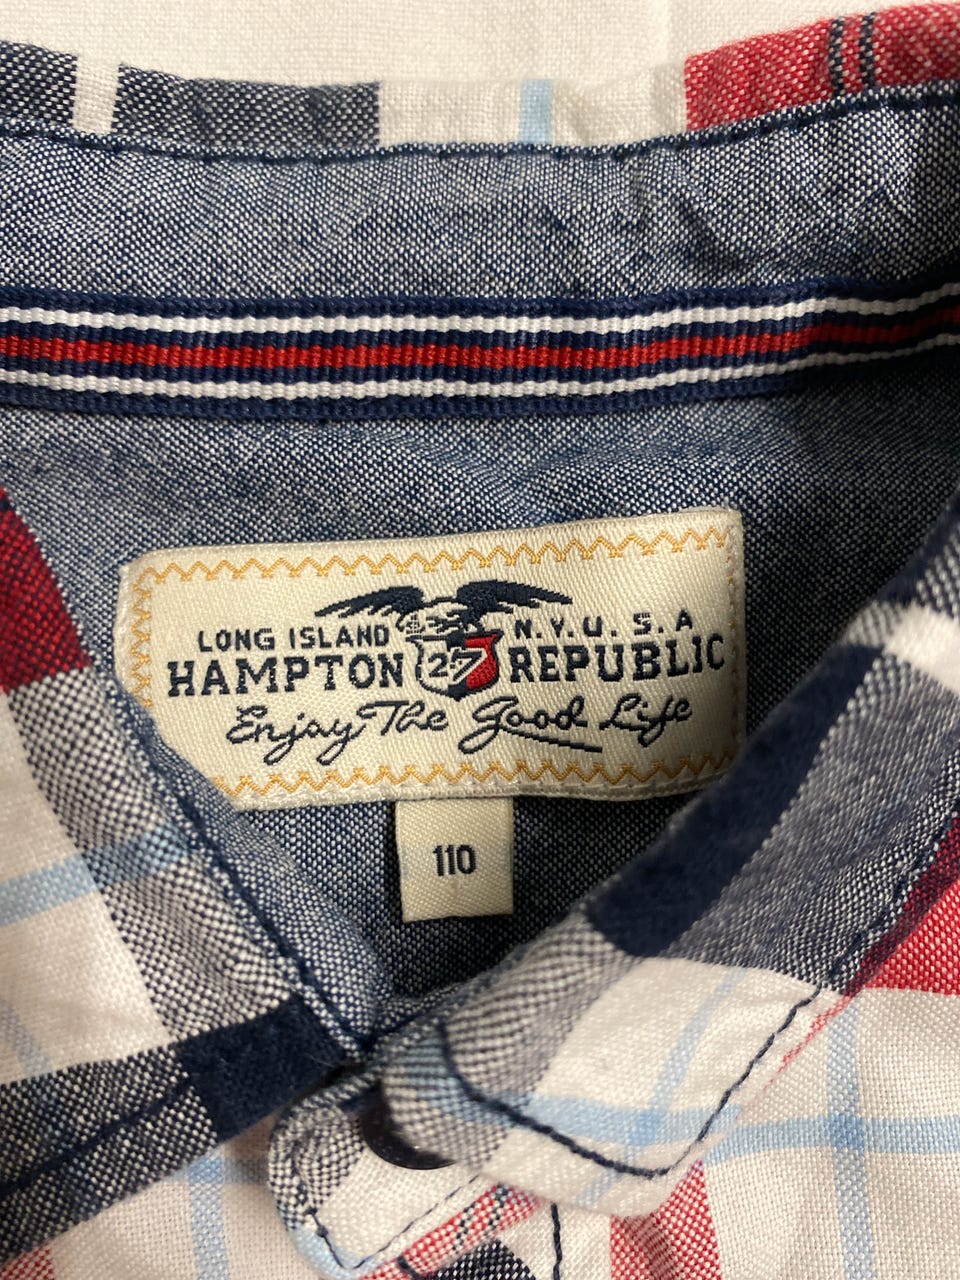 LONG ISLAND N.Y.U.S.A
HAMPTON 27 REPUBLIC
Enjoy The Good Life
110